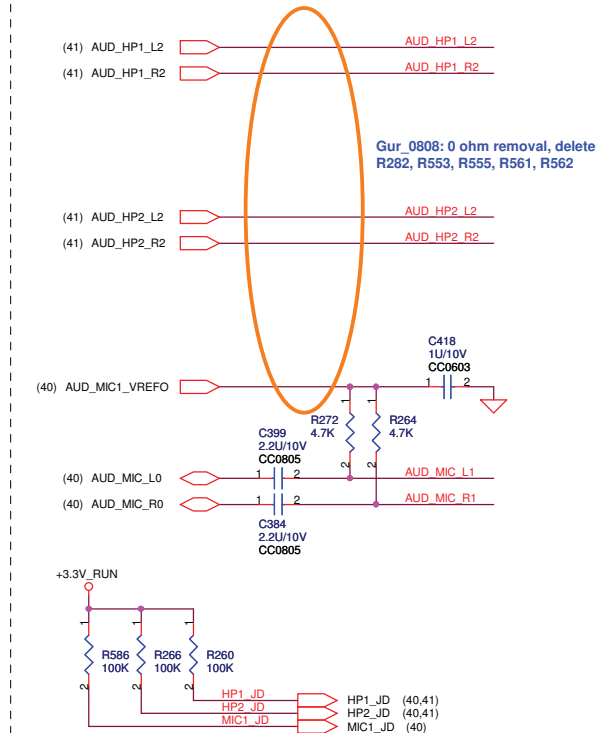 (41) AUD_HP1_L2 AUD_HP1_L2
(41) AUD_HP1_R2 AUD_HP1_R2
Gur_0808: 0 ohm removal, delete
R282, R553, R555, R561, R562
(41) AUD_HP2_L2 AUD_HP2_L2
(41) AUD_HP2_R2 AUD_HP2_R2
C418
1U/10V
CC0603
(40) AUD_MIC1_VREFO 1 2
1 1
R272 R264
4.7K 4.7K
2 2
C399
2.2U/10V
CC0805
(40) AUD_MIC_L0 1 2 AUD_MIC_L1
(40) AUD_MIC_R0 1 2 AUD_MIC_R1
C384
2.2U/10V
CC0805
+3.3V_RUN
1 1 1
R586 R266 R260
100K 100K 100K
2 2 2
HP1_JD HP1_JD (40,41)
HP2_JD HP2_JD (40,41)
MIC1_JD MIC1_JD (40)